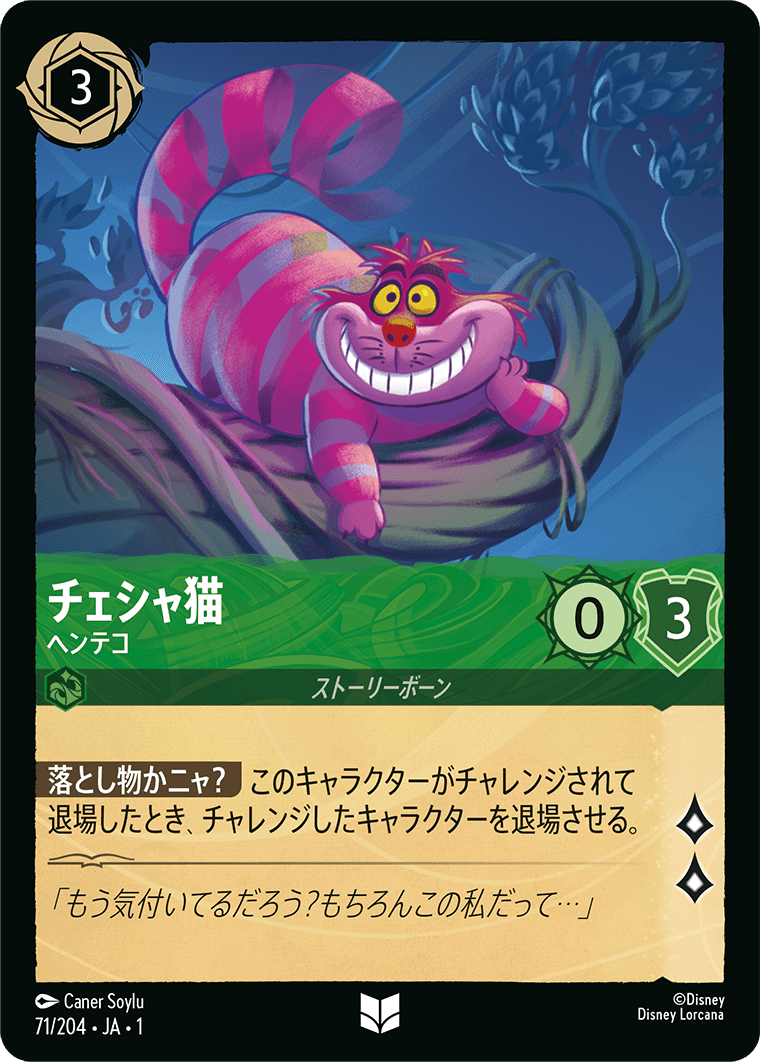 3
チェシャ猫
ヘンテコ
0
3
ストーリーボーン
落とし物かニャ? このキャラクターがチャレンジされて
退場したとき、チャレンジしたキャラクターを退場させる。
「もう気付いてるだろう?もちろんこの私だって…」
Caner Soylu
71/204 • JA • 1
©Disney
Disney Lorcana